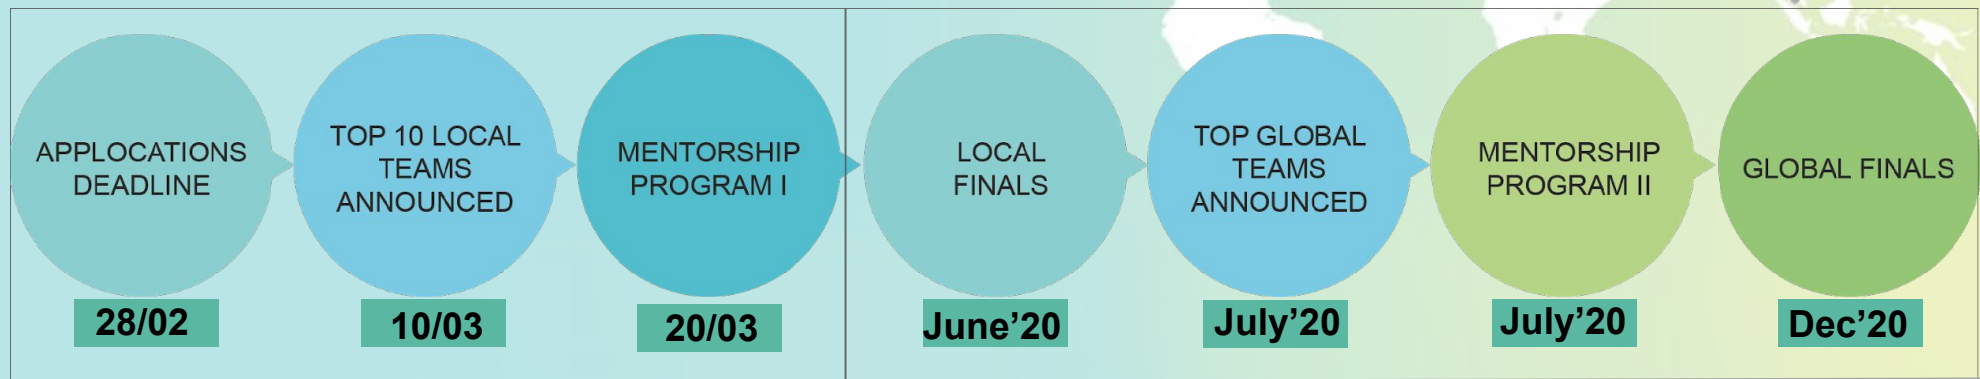 APPLOCATIONS
DEADLINE
28/02
TOP 10 LOCAL
TEAMS
ANNOUNCED
10/03
MENTORSHIP
PROGRAM I
20/03
LOCAL
FINALS
June’20
TOP GLOBAL
TEAMS
ANNOUNCED
July’20
MENTORSHIP
PROGRAM II
July’20
GLOBAL FINALS
Dec’20